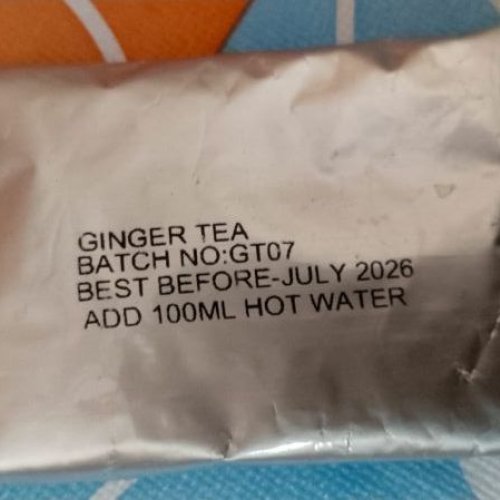 GINGER TEA
BATCH NO:GT07
BEST BEFORE-JULY 2026
ADD 100ML HOT WATER